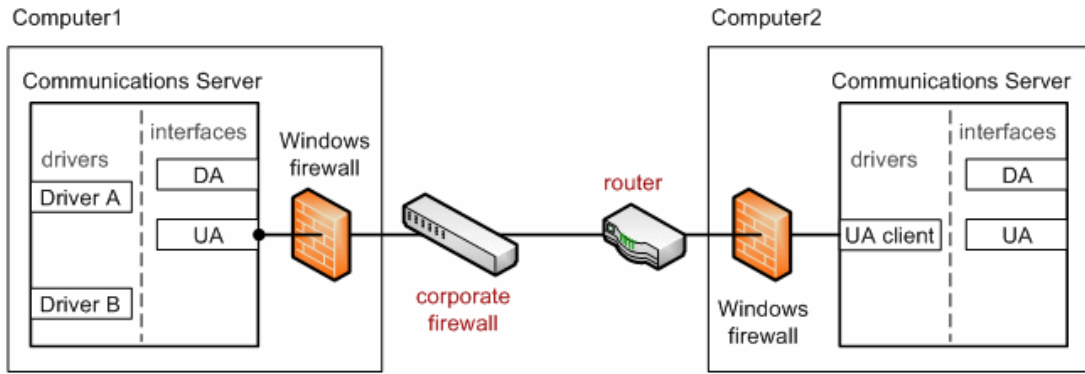 Computer1
Communications Server
interfaces
drivers
DA
Driver A
UA
Driver B
Windows
firewall
corporate
firewall
router
Computer2
Communications Server
drivers
interfaces
DA
UA client
UA
Windows
firewall